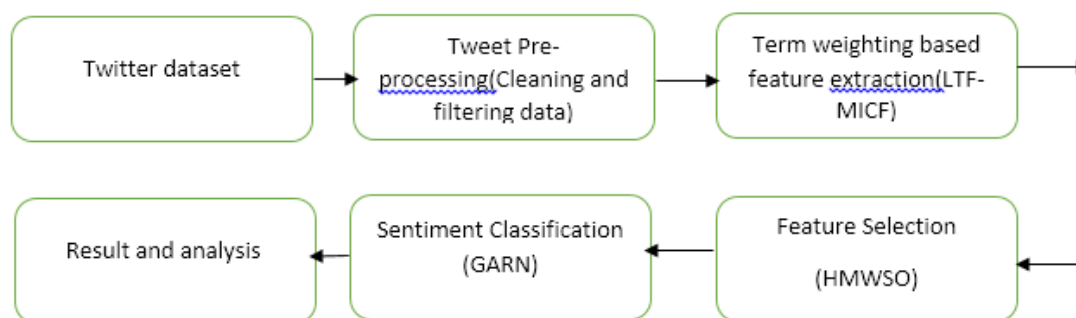 Twitter dataset
Tweet Pre-
processing(Cleaning and
filtering data)
Term weighting based
feature extraction(LTF-
MICF)
Feature Selection
(HMWSO)
Sentiment Classification
(GARN)
Result and analysis